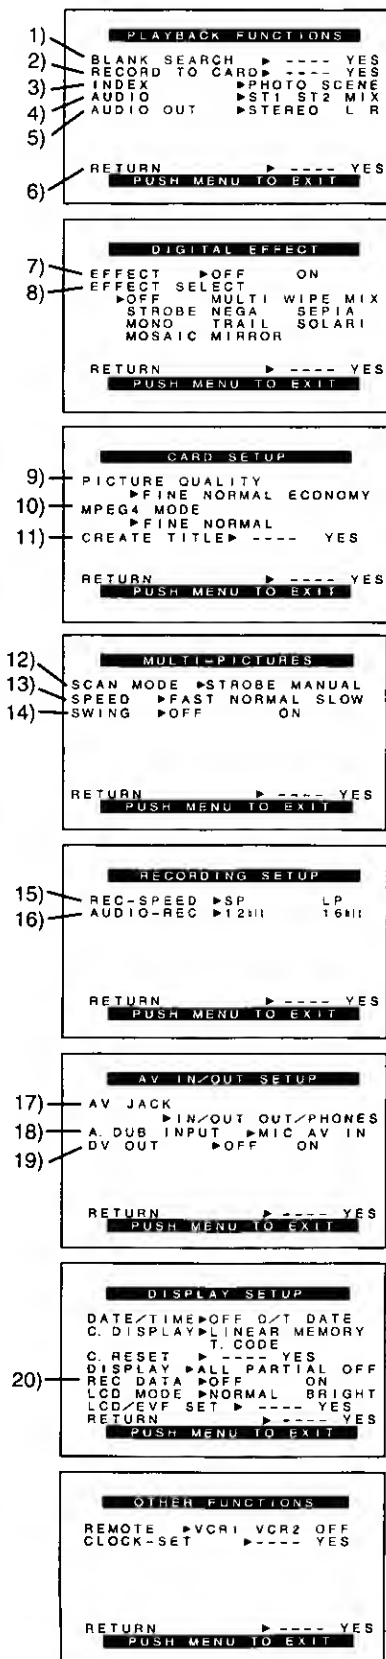 PLAYBACK FUNCTIONS
1) BLANK SEARCH ▶ ---- YES
2) RECORD TO CARD▶ ---- YES
3) INDEX ▶PHOTO SCENE
4) AUDIO ▶ST1 ST2 MIX
5) AUDIO OUT ▶STEREO L R
6) RETURN ▶ ---- YES
PUSH MENU TO EXIT
DIGITAL EFFECT
7) EFFECT ▶OFF ON
8) EFFECT SELECT
▶OFF MULTI WIPE MIX
STROBE NEGA SEPIA
MONO TRAIL SOLARI
MOSAIC MIRROR
RETURN ▶ ---- YES
PUSH MENU TO EXIT
CARD SETUP
9) PICTURE QUALITY
▶FINE NORMAL ECONOMY
10) MPEG4 MODE
▶FINE NORMAL
11) CREATE TITLE▶ ---- YES
RETURN ▶ ---- YES
PUSH MENU TO EXIT
MULTI-PICTURES
12) SCAN MODE ▶STROBE MANUAL
13) SPEED ▶FAST NORMAL SLOW
14) SWING ▶OFF ON
RETURN ▶ ---- YES
PUSH MENU TO EXIT
RECORDING SETUP
15) REC-SPEED ▶SP LP
16) AUDIO-REC ▶12bit 16bit
RETURN ▶ ---- YES
PUSH MENU TO EXIT
AV IN/OUT SETUP
17) AV JACK
▶IN/OUT OUT/PHONES
18) A. DUB INPUT ▶MIC AV IN
19) DV OUT ▶OFF ON
RETURN ▶ ---- YES
PUSH MENU TO EXIT
DISPLAY SETUP
DATE/TIME▶OFF D/T DATE
C. DISPLAY▶LINEAR MEMORY
T. CODE
C. RESET ▶ ---- YES
DISPLAY ▶ALL PARTIAL OFF
20) REC DATA ▶OFF ON
LCD MODE ▶NORMAL BRIGHT
LCD/EVF SET ▶ ---- YES
RETURN ▶ ---- YES
PUSH MENU TO EXIT
OTHER FUNCTIONS
REMOTE ▶VCR1 VCR2 OFF
CLOCK-SET ▶---- YES
RETURN ▶ ---- YES
PUSH MENU TO EXIT